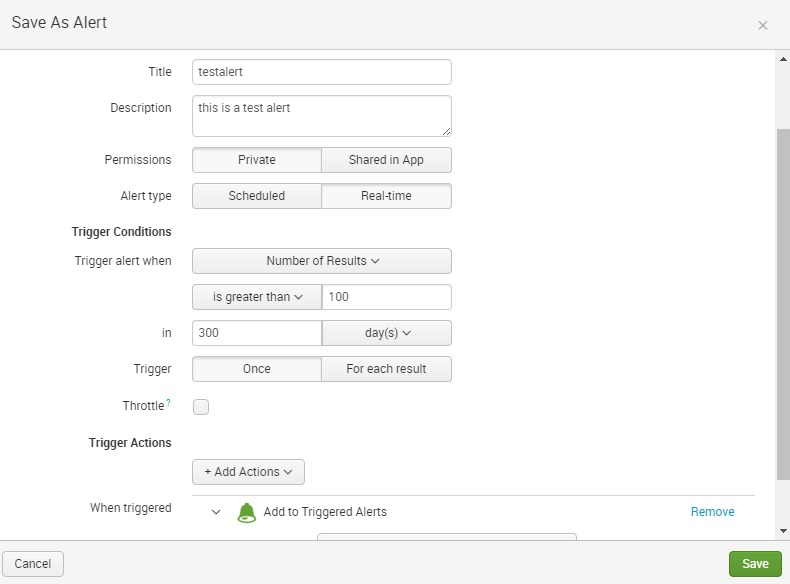 Save As Alert
×
Title testalert
Description this is a test alert
Permissions Private Shared in App
Alert type Scheduled Real-time
Trigger Conditions
Trigger alert when Number of Results
is greater than 100
in 300 day(s)
Trigger Once For each result
Throttle ?
Trigger Actions
+ Add Actions
When triggered Add to Triggered Alerts Remove
Cancel Save